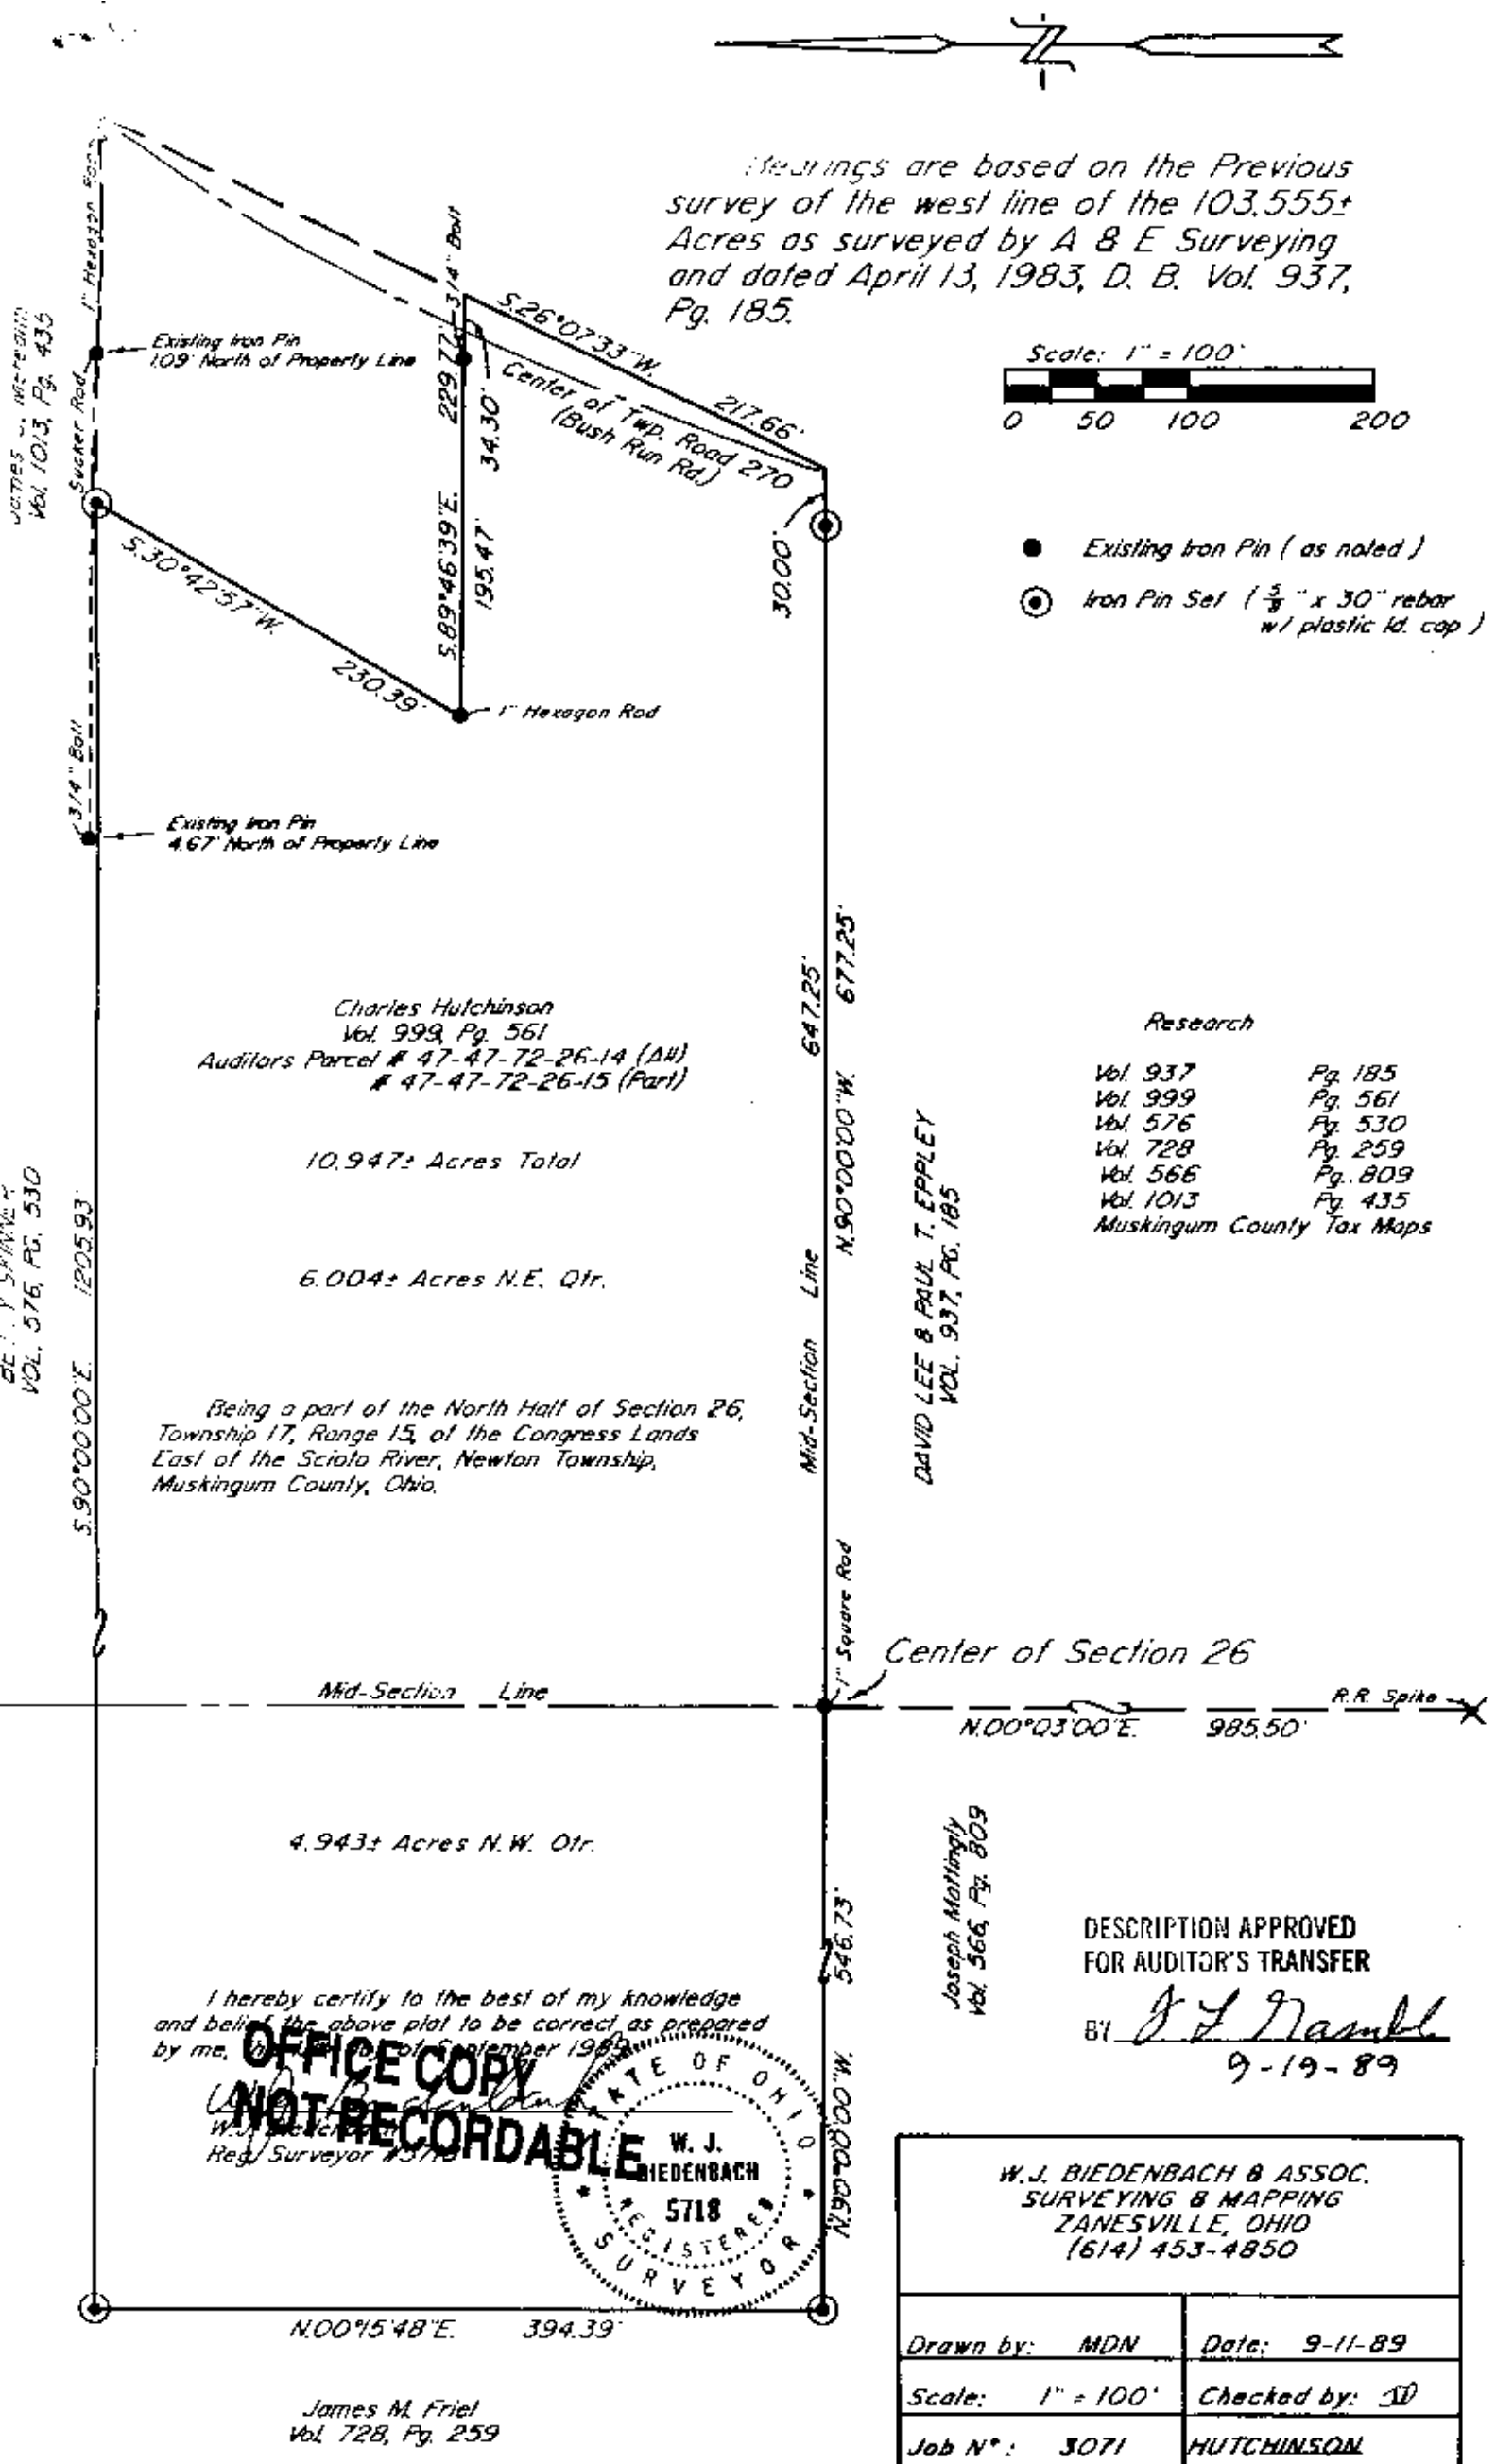 Bearings are based on the Previous
survey of the west line of the 103.555±
Acres as surveyed by A & E Surveying
and dated April 13, 1983, D. B. Vol. 937,
Pg. 185.
Scale: 1" = 100'
0 50 100 200
Existing Iron Pin ( as noted )
Iron Pin Set ( 5/8" x 30" rebar
w/ plastic Id. cap )
1" Hexagon Rod
Vol. 1013, Pg. 435
Sucker Rod
Existing Iron Pin
1.09' North of Property Line
3/4" Bolt
229.77'
34.30'
S.26°07'33"W.
217.66'
Center of Twp. Road 270
(Bush Run Rd.)
S.89°46'39"E.
195.47'
30.00'
S.30°42'57"W.
230.39'
1" Hexagon Rod
3/4" Bolt
Existing Iron Pin
4.67' North of Property Line
647.25'
677.25'
N.90°00'00"W.
Mid-Section Line
Charles Hutchinson
Vol. 999, Pg. 561
Auditors Parcel # 47-47-72-26-14 (All)
# 47-47-72-26-15 (Part)
10.947± Acres Total
6.004± Acres N.E. Qtr.
Being a part of the North Half of Section 26,
Township 17, Range 15, of the Congress Lands
East of the Scioto River, Newton Township,
Muskingum County, Ohio.
VOL. 576, PG. 530
S.90°00'00"E. 1205.93'
DAVID LEE & PAUL T. EPPLEY
VOL. 937, PG. 185
Research
Vol. 937 Pg. 185
Vol. 999 Pg. 561
Vol. 576 Pg. 530
Vol. 728 Pg. 259
Vol. 566 Pg. 809
Vol. 1013 Pg. 435
Muskingum County Tax Maps
1" Square Rod
Center of Section 26
Mid-Section Line
R.R. Spike
N.00°03'00"E. 985.50'
4.943± Acres N.W. Qtr.
546.73'
N.90°00'00"W.
Joseph Mattingly
Vol. 566, Pg. 809
DESCRIPTION APPROVED
FOR AUDITOR'S TRANSFER
BY
9-19-89
I hereby certify to the best of my knowledge
and belief the above plat to be correct as prepared
by me, of September 1989.
OFFICE COPY
NOT RECORDABLE
W.J.
Reg. Surveyor
STATE OF OHIO
W. J.
BIEDENBACH
5718
REGISTERED
SURVEYOR
N.00°15'48"E. 394.39'
James M. Friel
Vol. 728, Pg. 259
W.J. BIEDENBACH & ASSOC.
SURVEYING & MAPPING
ZANESVILLE, OHIO
(614) 453-4850
Drawn by: MDN Date: 9-11-89
Scale: 1" = 100' Checked by:
Job Nº: 3071 HUTCHINSON